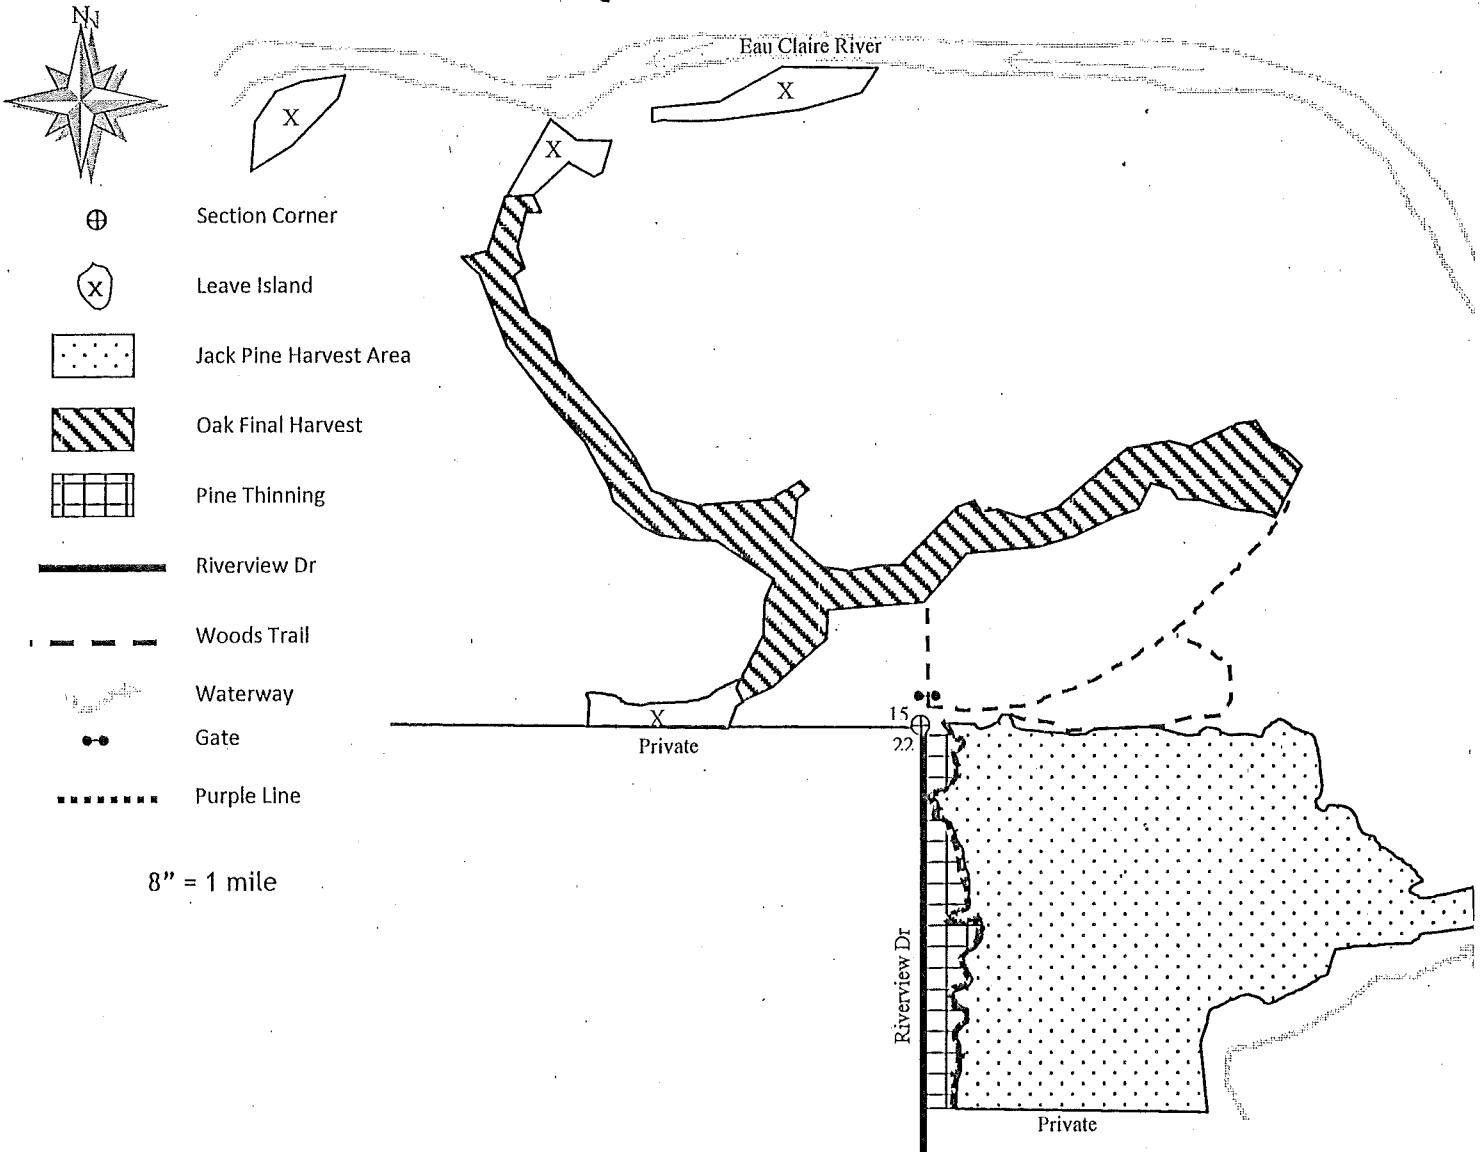 N
N
Eau Claire River
X
X
X
Section Corner
X
Leave Island
Jack Pine Harvest Area
Oak Final Harvest
Pine Thinning
Riverview Dr
Woods Trail
Waterway
Gate
Purple Line
8" = 1 mile
X
Private
15
22
Riverview Dr
Private